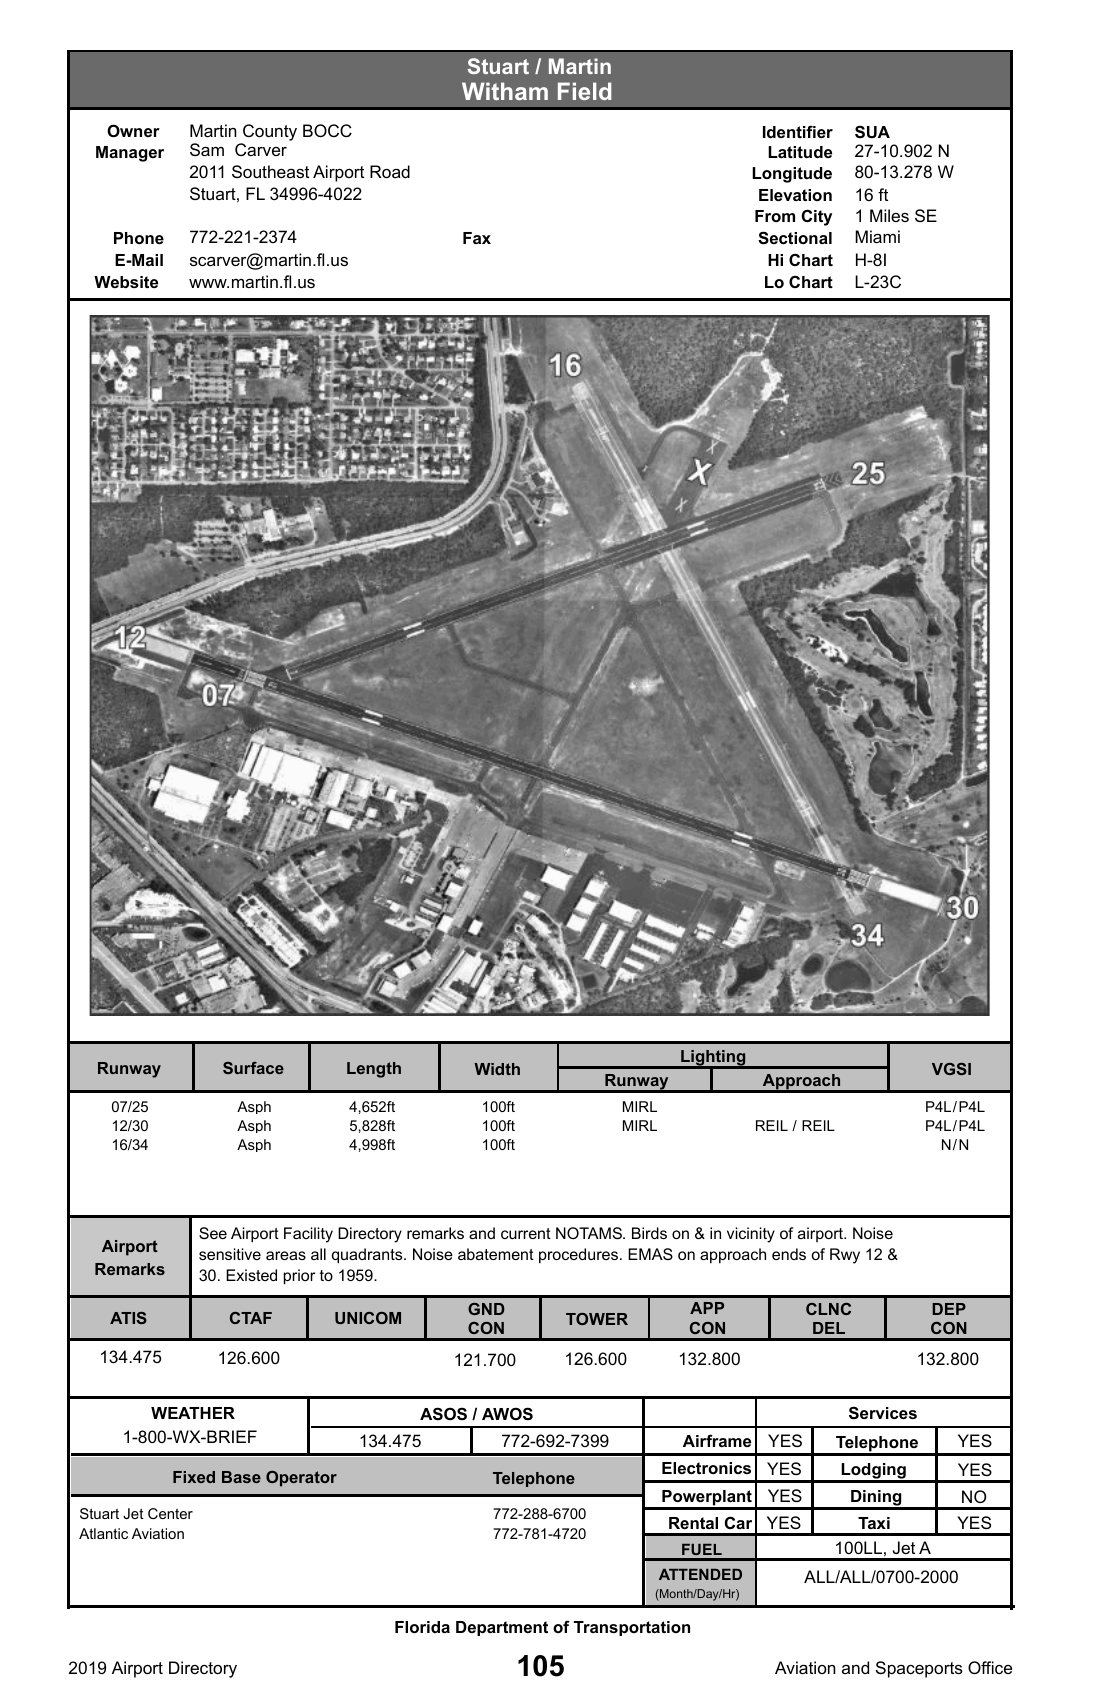 Stuart / Martin
Witham Field
Owner Martin County BOCC
Manager Sam Carver
2011 Southeast Airport Road
Stuart, FL 34996-4022
Phone 772-221-2374 Fax
E-Mail scarver@martin.fl.us
Website www.martin.fl.us
Identifier SUA
Latitude 27-10.902 N
Longitude 80-13.278 W
Elevation 16 ft
From City 1 Miles SE
Sectional Miami
Hi Chart H-8I
Lo Chart L-23C
16
X
25
12
07
30
34
Runway Surface Length Width Lighting VGSI
Runway Approach
07/25 Asph 4,652ft 100ft MIRL P4L/P4L
12/30 Asph 5,828ft 100ft MIRL REIL / REIL P4L/P4L
16/34 Asph 4,998ft 100ft N/N
Airport Remarks
See Airport Facility Directory remarks and current NOTAMS. Birds on & in vicinity of airport. Noise
sensitive areas all quadrants. Noise abatement procedures. EMAS on approach ends of Rwy 12 &
30. Existed prior to 1959.
ATIS CTAF UNICOM GND CON TOWER APP CON CLNC DEL DEP CON
134.475 126.600 121.700 126.600 132.800 132.800
WEATHER
1-800-WX-BRIEF
ASOS / AWOS
134.475 772-692-7399
Fixed Base Operator Telephone
Stuart Jet Center 772-288-6700
Atlantic Aviation 772-781-4720
Services
Airframe YES Telephone YES
Electronics YES Lodging YES
Powerplant YES Dining NO
Rental Car YES Taxi YES
FUEL 100LL, Jet A
ATTENDED ALL/ALL/0700-2000
(Month/Day/Hr)
Florida Department of Transportation
2019 Airport Directory 105 Aviation and Spaceports Office